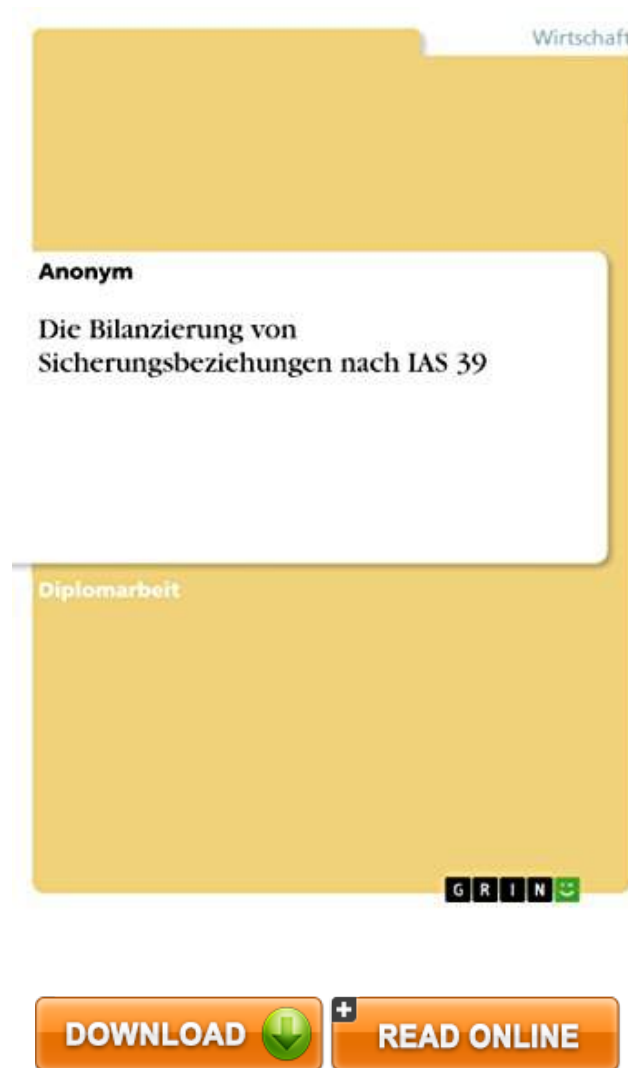 Wirtschaft
Anonym
Die Bilanzierung von
Sicherungsbeziehungen nach IAS 39
Diplomarbeit
GRIN
DOWNLOAD
READ ONLINE